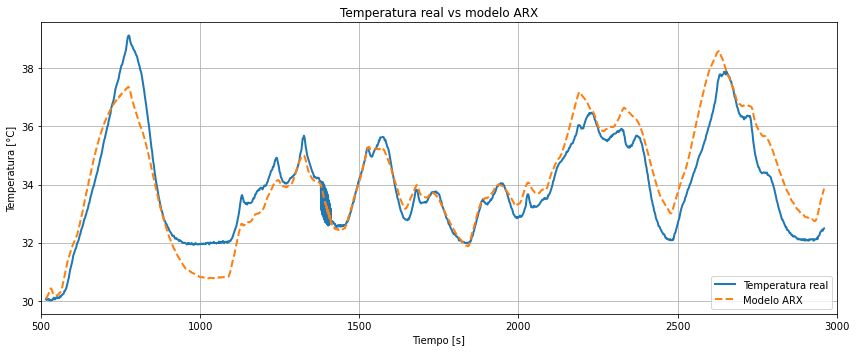 Temperatura real vs modelo ARX
Temperatura [°C]
38
36
34
32
30
500
1000
1500
2000
2500
3000
Tiempo [s]
Temperatura real
Modelo ARX